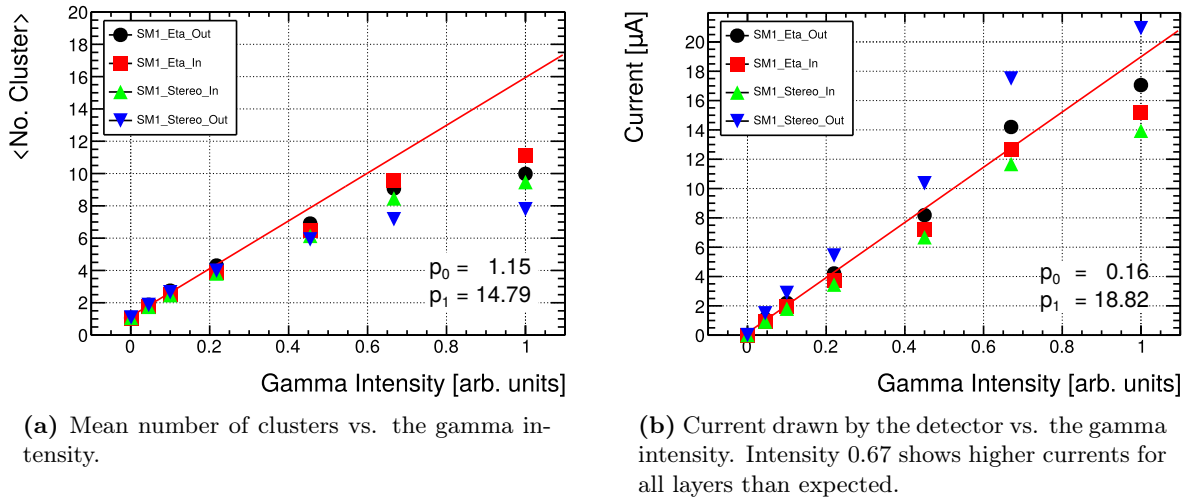 <No. Cluster>
20
18
16
14
12
10
8
6
4
2
0
SM1_Eta_Out
SM1_Eta_In
SM1_Stereo_In
SM1_Stereo_Out
p0 = 1.15
p1 = 14.79
0 0.2 0.4 0.6 0.8 1
Gamma Intensity [arb. units]
(a) Mean number of clusters vs. the gamma in-
tensity.
Current [µA]
20
18
16
14
12
10
8
6
4
2
0
SM1_Eta_Out
SM1_Eta_In
SM1_Stereo_In
SM1_Stereo_Out
p0 = 0.16
p1 = 18.82
0 0.2 0.4 0.6 0.8 1
Gamma Intensity [arb. units]
(b) Current drawn by the detector vs. the gamma
intensity. Intensity 0.67 shows higher currents for
all layers than expected.